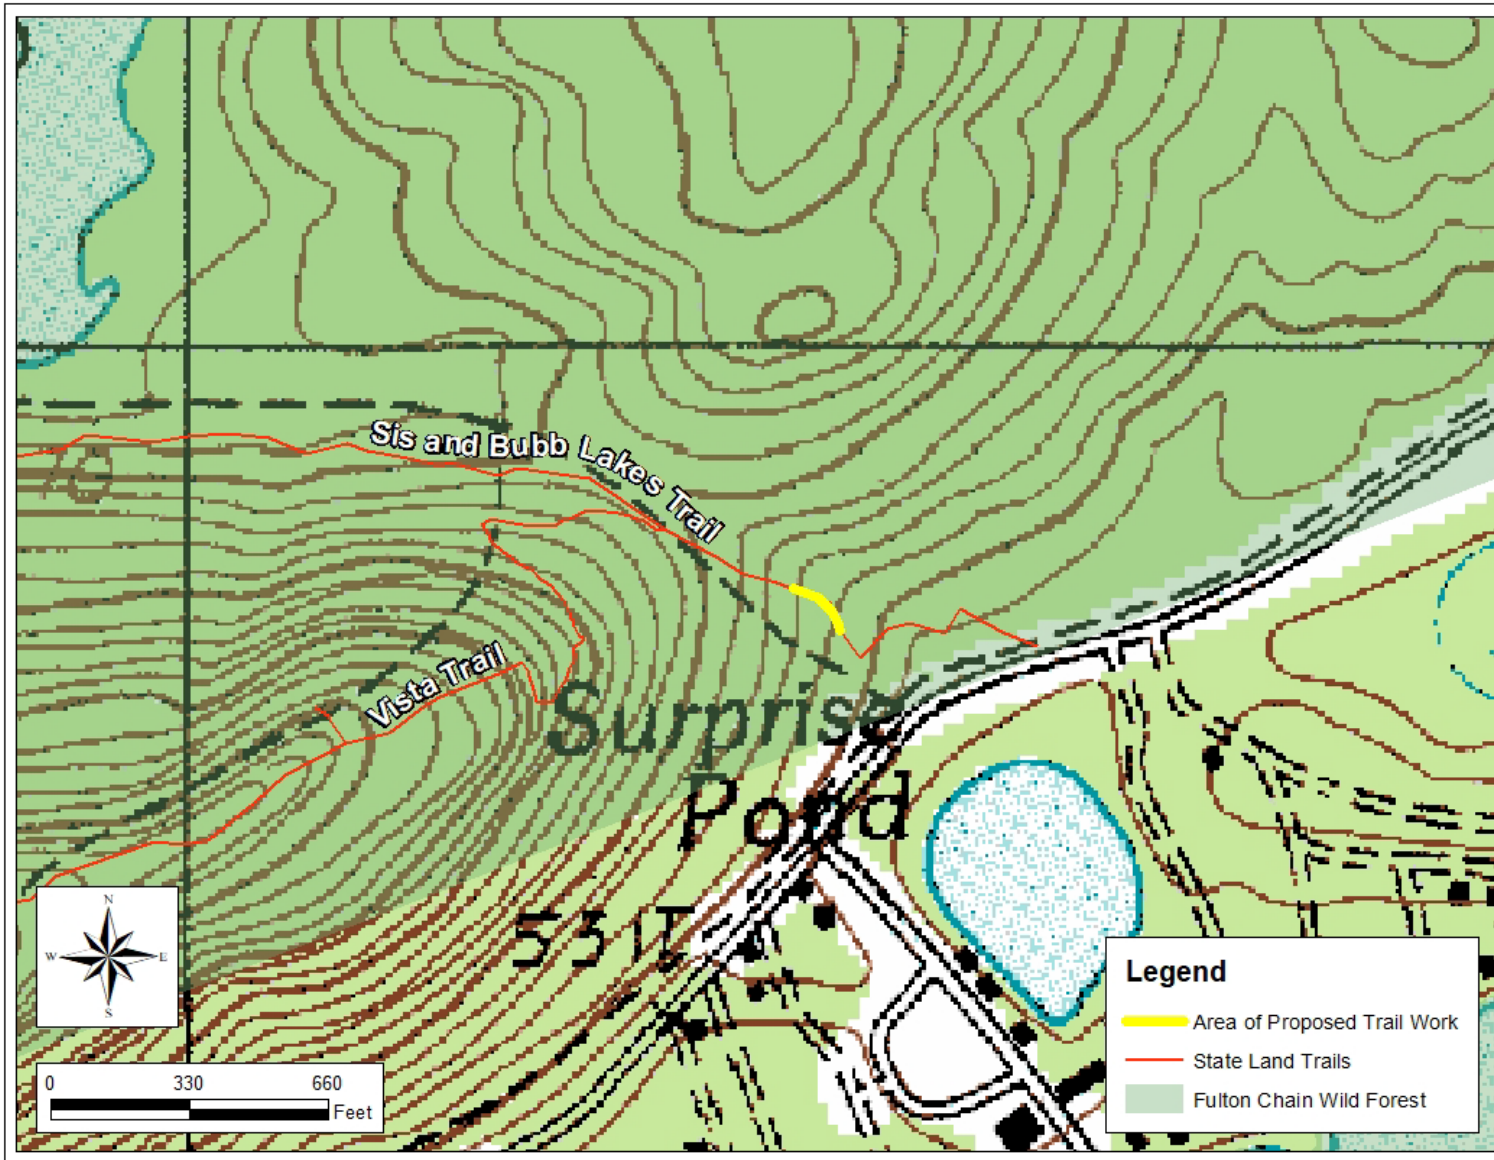 Sis and Bubb Lakes Trail
Vista Trail
Surprise
Pond
N
W E
S
0 330 660
Feet
Legend
Area of Proposed Trail Work
State Land Trails
Fulton Chain Wild Forest